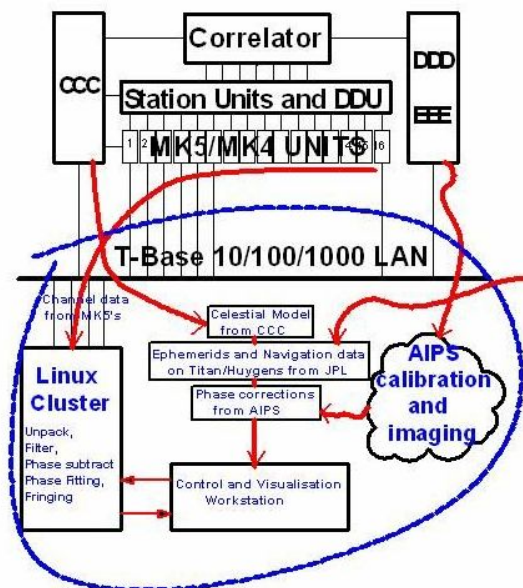 Correlator
CCC
DDD
EEE
Station Units and DDU
MK5/MK4 UNITS
1
2
16
T-Base 10/100/1000 LAN
Channel data
from MK5's
Celestial Model
from CCC
Ephemerids and Navigation data
on Titan/Huygens from JPL
Phase corrections
from AIPS
AIPS
calibration
and
imaging
Linux
Cluster
Unpack,
Filter,
Phase subtract
Phase Fitting,
Fringing
Control and Visualisation
Workstation